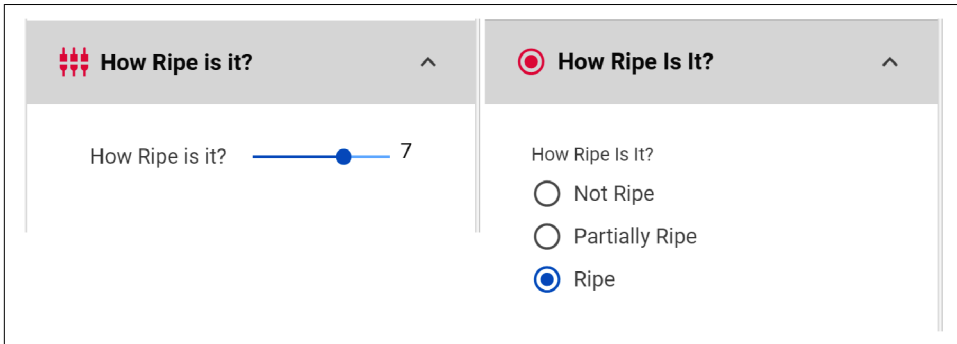 How Ripe is it?
How Ripe is it?
7
How Ripe Is It?
How Ripe Is It?
Not Ripe
Partially Ripe
Ripe